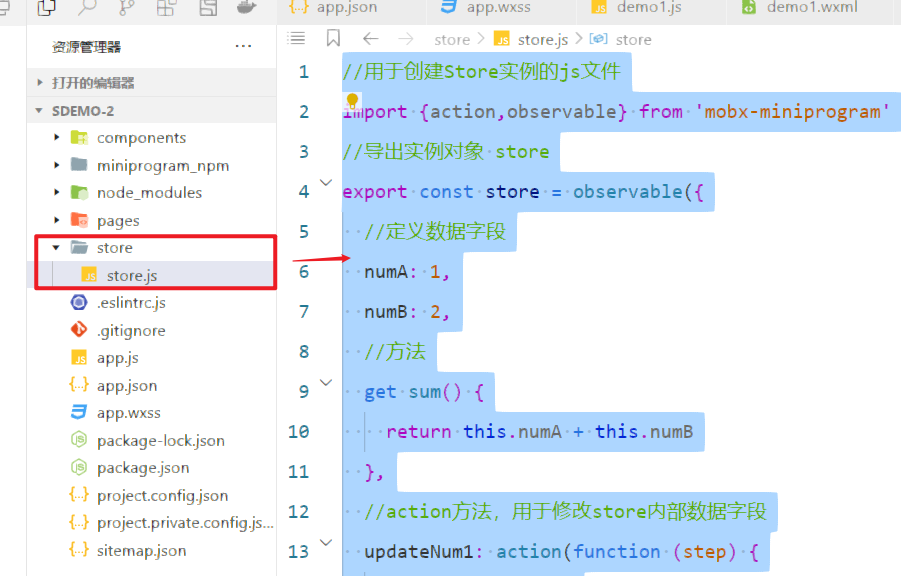 app.json
app.wxss
demo1.js
demo1.wxml
资源管理器 ···
打开的编辑器
SDEMO-2
components
miniprogram_npm
node_modules
pages
store
store.js
.eslintrc.js
.gitignore
app.js
app.json
app.wxss
package-lock.json
package.json
project.config.json
project.private.config.js...
sitemap.json
store > store.js > store
1 //用于创建Store实例的js文件
2 import {action,observable} from 'mobx-miniprogram'
3 //导出实例对象 store
4 export const store = observable({
5 //定义数据字段
6 numA: 1,
7 numB: 2,
8 //方法
9 get sum() {
10 return this.numA + this.numB
11 },
12 //action方法，用于修改store内部数据字段
13 updateNum1: action(function (step) {